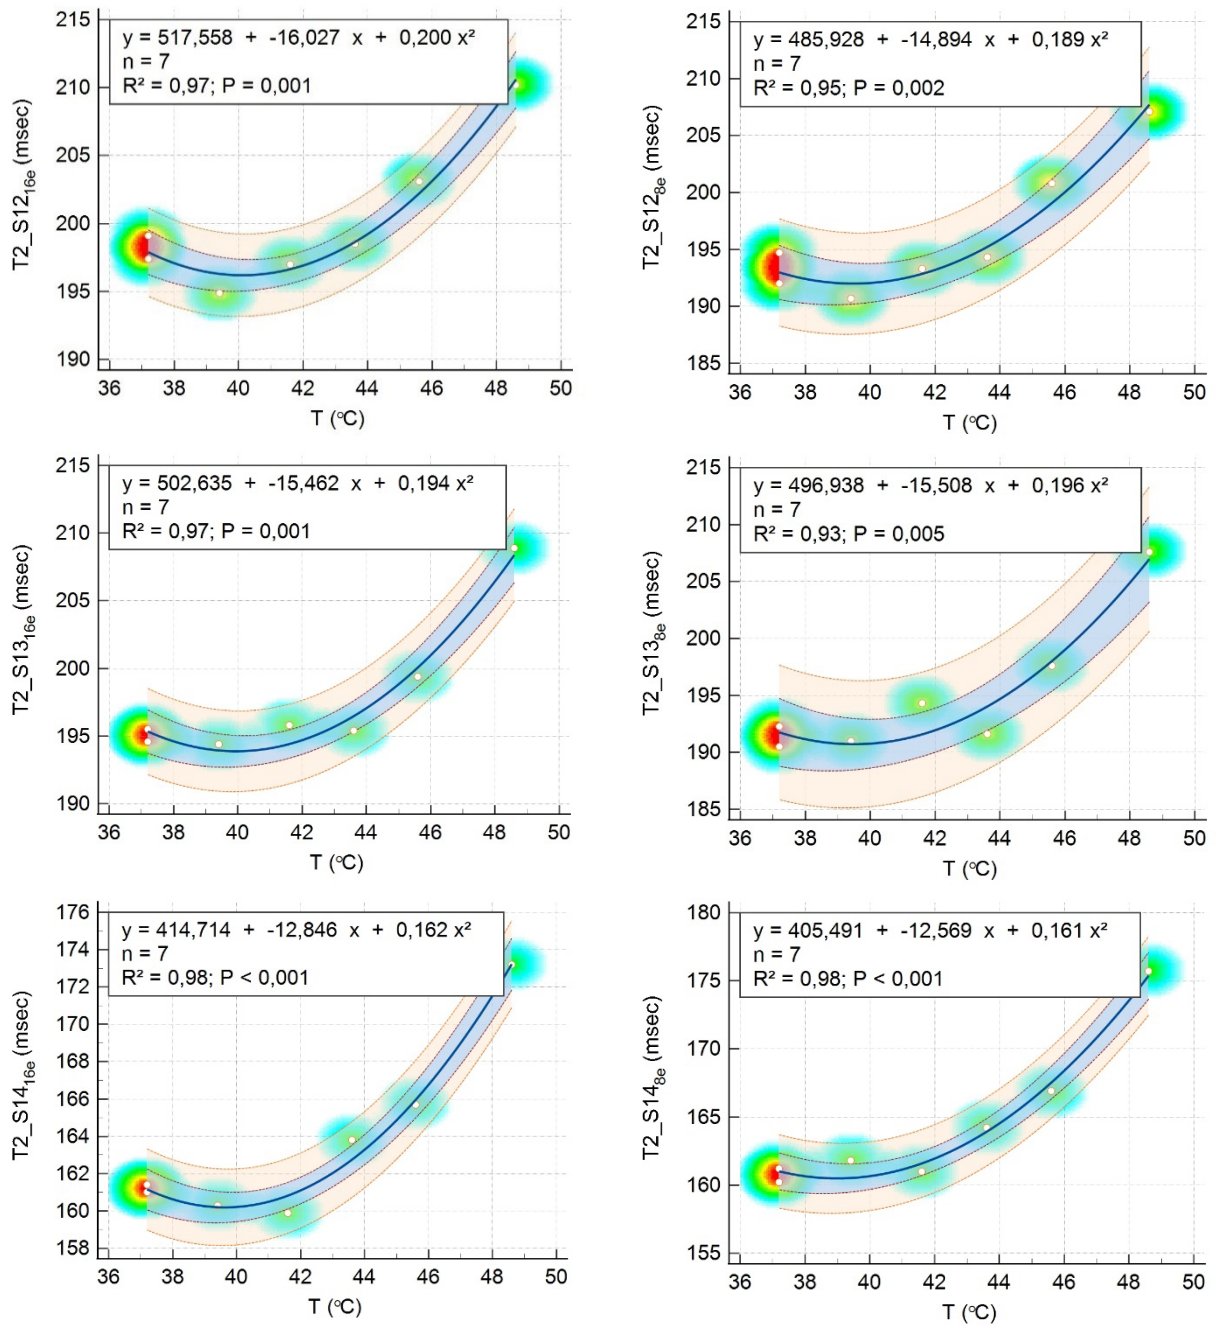 215
210
205
200
195
190
T2_S12₁₆ₑ (msec)
y = 517,558 + -16,027 x + 0,200 x²
n = 7
R² = 0,97; P = 0,001
36 38 40 42 44 46 48 50
T (°C)
215
210
205
200
195
190
185
T2_S12₈ₑ (msec)
y = 485,928 + -14,894 x + 0,189 x²
n = 7
R² = 0,95; P = 0,002
36 38 40 42 44 46 48 50
T (°C)
215
210
205
200
195
190
T2_S13₁₆ₑ (msec)
y = 502,635 + -15,462 x + 0,194 x²
n = 7
R² = 0,97; P = 0,001
36 38 40 42 44 46 48 50
T (°C)
215
210
205
200
195
190
185
T2_S13₈ₑ (msec)
y = 496,938 + -15,508 x + 0,196 x²
n = 7
R² = 0,93; P = 0,005
36 38 40 42 44 46 48 50
T (°C)
176
174
172
170
168
166
164
162
160
158
T2_S14₁₆ₑ (msec)
y = 414,714 + -12,846 x + 0,162 x²
n = 7
R² = 0,98; P < 0,001
36 38 40 42 44 46 48 50
T (°C)
180
175
170
165
160
155
T2_S14₈ₑ (msec)
y = 405,491 + -12,569 x + 0,161 x²
n = 7
R² = 0,98; P < 0,001
36 38 40 42 44 46 48 50
T (°C)